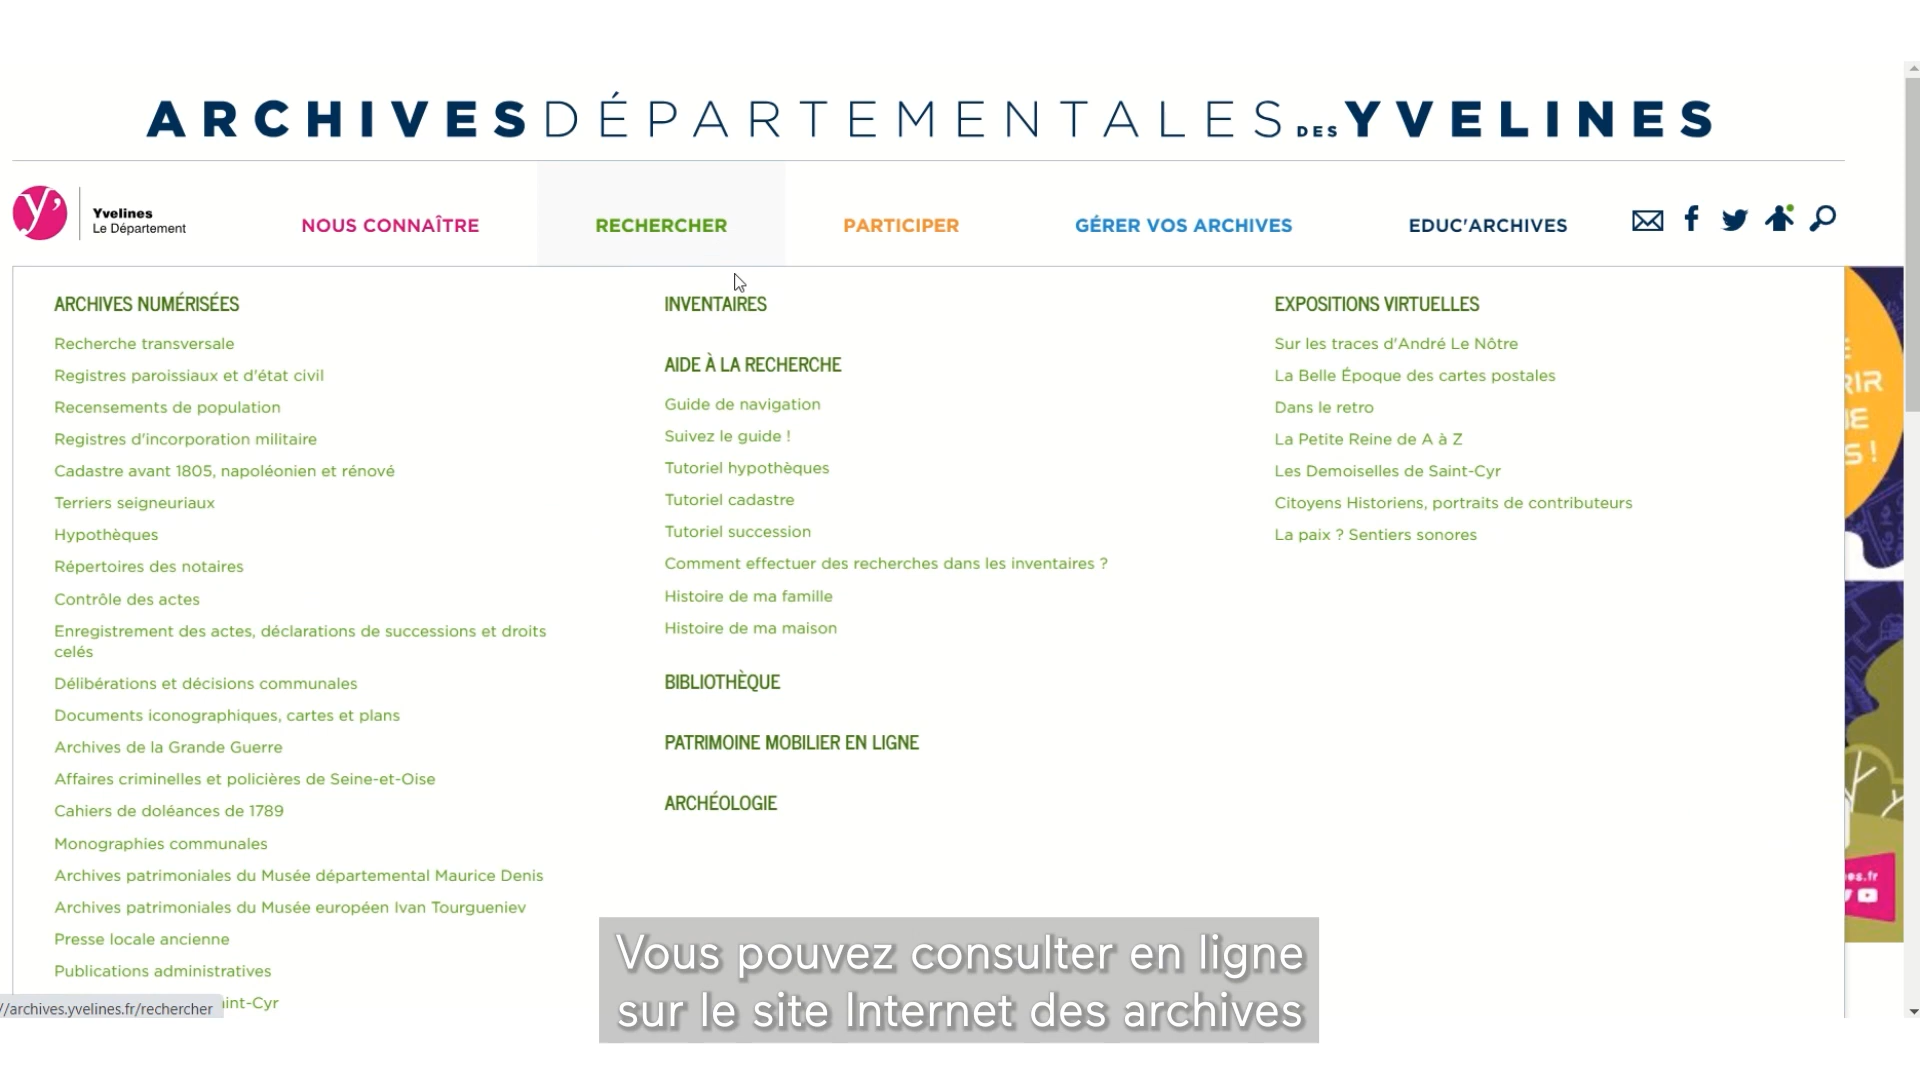 ARCHIVES DÉPARTEMENTALES DES YVELINES
Yvelines
Le Département
NOUS CONNAÎTRE
RECHERCHER
PARTICIPER
GÉRER VOS ARCHIVES
EDUC'ARCHIVES
ARCHIVES NUMÉRISÉES
Recherche transversale
Registres paroissiaux et d'état civil
Recensements de population
Registres d'incorporation militaire
Cadastre avant 1805, napoléonien et rénové
Terriers seigneuriaux
Hypothèques
Répertoires des notaires
Contrôle des actes
Enregistrement des actes, déclarations de successions et droits
celés
Délibérations et décisions communales
Documents iconographiques, cartes et plans
Archives de la Grande Guerre
Affaires criminelles et policières de Seine-et-Oise
Cahiers de doléances de 1789
Monographies communales
Archives patrimoniales du Musée départemental Maurice Denis
Archives patrimoniales du Musée européen Ivan Tourgueniev
Presse locale ancienne
Publications administratives
int-Cyr
//archives.yvelines.fr/rechercher
INVENTAIRES
AIDE À LA RECHERCHE
Guide de navigation
Suivez le guide !
Tutoriel hypothèques
Tutoriel cadastre
Tutoriel succession
Comment effectuer des recherches dans les inventaires ?
Histoire de ma famille
Histoire de ma maison
BIBLIOTHÈQUE
PATRIMOINE MOBILIER EN LIGNE
ARCHÉOLOGIE
EXPOSITIONS VIRTUELLES
Sur les traces d'André Le Nôtre
La Belle Époque des cartes postales
Dans le retro
La Petite Reine de A à Z
Les Demoiselles de Saint-Cyr
Citoyens Historiens, portraits de contributeurs
La paix ? Sentiers sonores
RIR
S !
es.fr
Vous pouvez consulter en ligne
sur le site Internet des archives